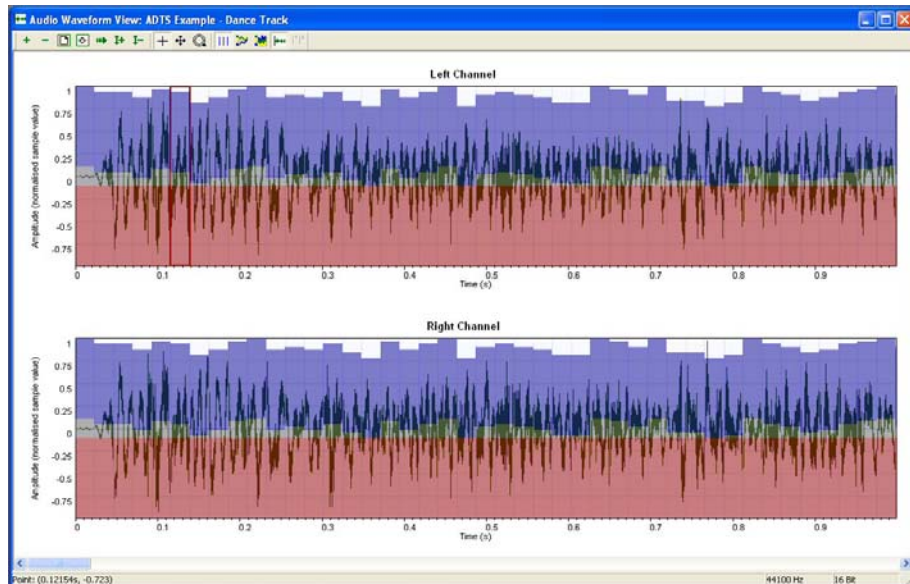 Audio Waveform View: ADTS Example - Dance Track
Left Channel
Amplitude (normalised sample value)
1
0.75
0.5
0.25
0
-0.25
-0.5
-0.75
0 0.1 0.2 0.3 0.4 0.5 0.6 0.7 0.8 0.9
Time (s)
Right Channel
Amplitude (normalised sample value)
1
0.75
0.5
0.25
0
-0.25
-0.5
-0.75
0 0.1 0.2 0.3 0.4 0.5 0.6 0.7 0.8 0.9
Time (s)
Point: (0.12154s, -0.723) 44100 Hz 16 Bit